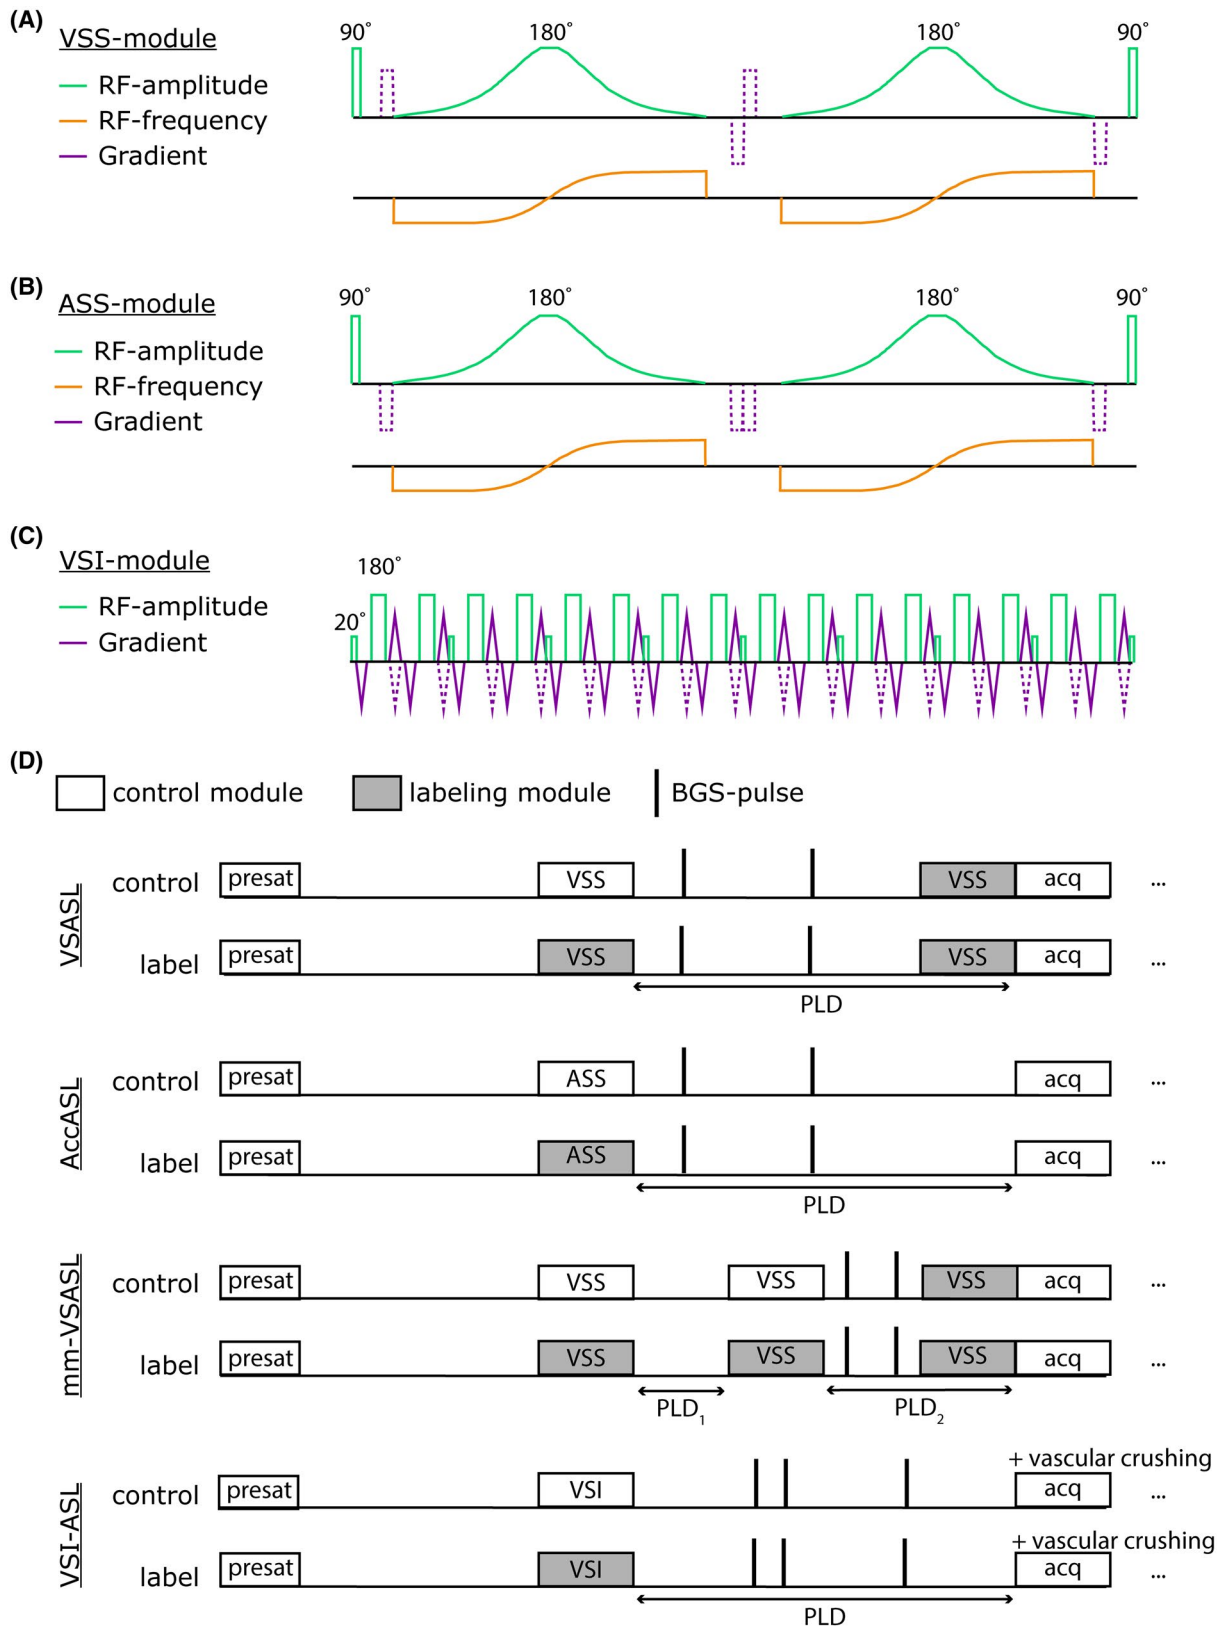 (A)
VSS-module
RF-amplitude
RF-frequency
Gradient
90° 180° 180° 90°
(B)
ASS-module
RF-amplitude
RF-frequency
Gradient
90° 180° 180° 90°
(C)
VSI-module
RF-amplitude
Gradient
180°
20°
(D)
control module labeling module BGS-pulse
VSASL
control presat VSS VSS acq ...
label presat VSS VSS acq ...
PLD
AccASL
control presat ASS acq ...
label presat ASS acq ...
PLD
mm-VSASL
control presat VSS VSS VSS acq ...
label presat VSS VSS VSS acq ...
PLD₁ PLD₂
VSI-ASL
+ vascular crushing
control presat VSI acq ...
+ vascular crushing
label presat VSI acq ...
PLD